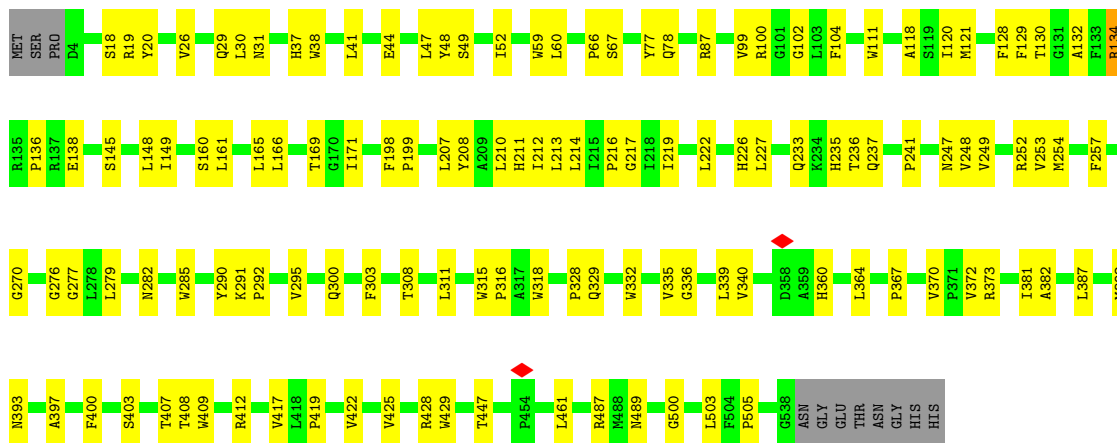 MET SER PRO D4 S18 R19 Y20 V26 Q29 L30 N31 H37 W38 L41 E44 L47 Y48 S49 I52 W59 L60 P66 S67 Y77 Q78 R87 V99 R100 G101 G102 L103 F104 W111 A118 S119 I120 M121 F128 F129 T130 G131 A132 F133 R134
R135 P136 R137 E138 S145 L148 I149 S160 L161 L165 L166 T169 G170 I171 F198 P199 L207 Y208 A209 L210 H211 I212 L213 L214 I215 P216 G217 I218 I219 L222 H226 L227 Q233 K234 H235 T236 Q237 P241 N247 V248 V249 R252 V253 M254 F257
G270 G276 G277 L278 L279 N282 W285 Y290 K291 P292 V295 Q300 F303 T308 L311 W315 P316 A317 W318 P328 Q329 W332 V335 G336 L339 V340 D358 A359 H360 L364 P367 V370 P371 V372 R373 I381 A382 L387
N393 A397 F400 S403 T407 T408 W409 R412 V417 L418 P419 V422 V425 R428 W429 T447 P454 L461 R487 M488 N489 G500 L503 F504 P505 G538 ASN GLY GLU THR ASN GLY HIS HIS